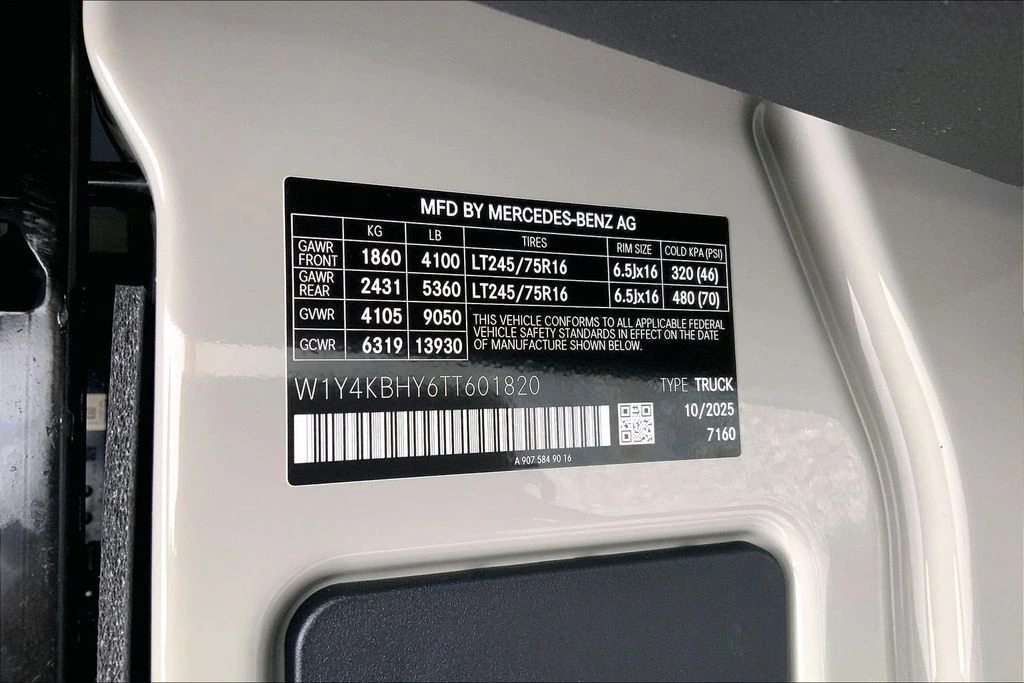 MFD BY MERCEDES-BENZ AG
KG LB TIRES RIM SIZE COLD KPA (PSI)
GAWR FRONT 1860 4100 LT245/75R16 6.5Jx16 320 (46)
GAWR REAR 2431 5360 LT245/75R16 6.5Jx16 480 (70)
GVWR 4105 9050
GCWR 6319 13930
THIS VEHICLE CONFORMS TO ALL APPLICABLE FEDERAL
VEHICLE SAFETY STANDARDS IN EFFECT ON THE DATE
OF MANUFACTURE SHOWN BELOW.
W1Y4KBHY6TT601820 TYPE TRUCK
10/2025
7160
A 907 584 90 16